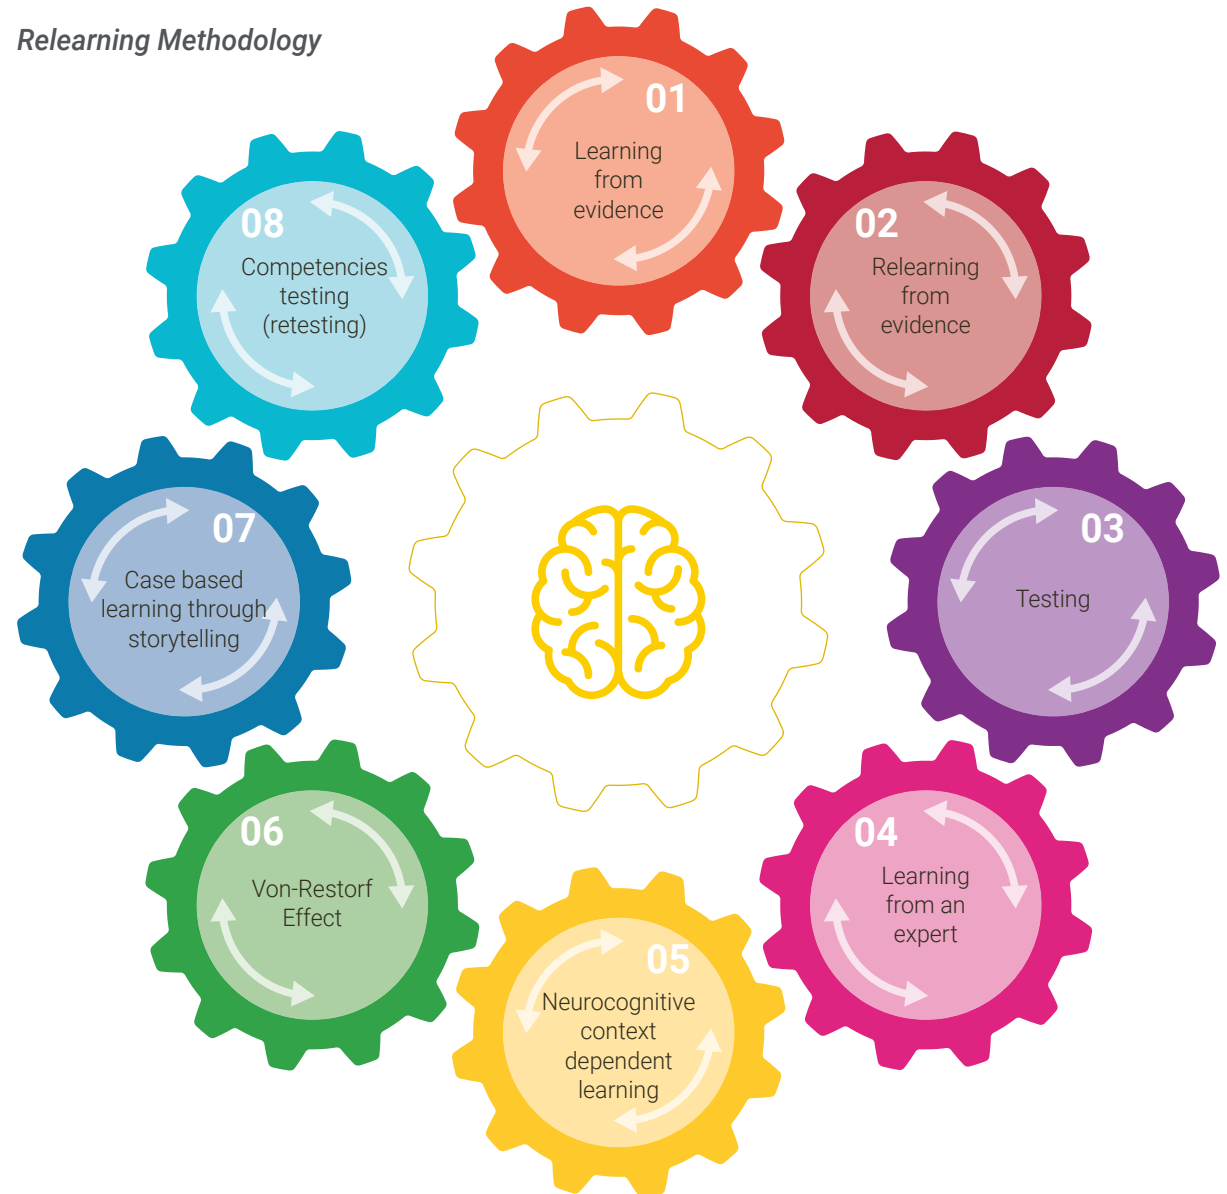 Relearning Methodology
01
Learning
from
evidence
02
Relearning
from
evidence
03
Testing
04
Learning
from an
expert
05
Neurocognitive
context
dependent
learning
06
Von-Restorf
Effect
07
Case based
learning through
storytelling
08
Competencies
testing
(retesting)